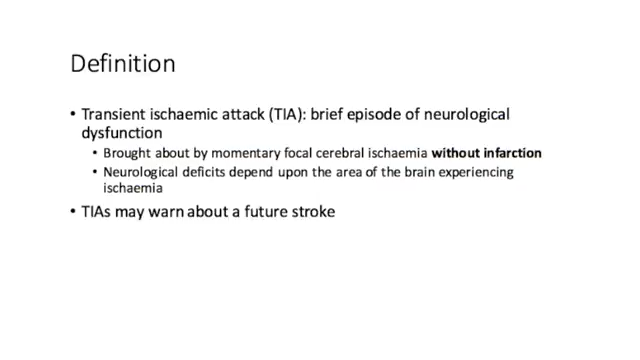 Definition
• Transient ischaemic attack (TIA): brief episode of neurological
dysfunction
• Brought about by momentary focal cerebral ischaemia without infarction
• Neurological deficits depend upon the area of the brain experiencing
ischaemia
• TIAs may warn about a future stroke